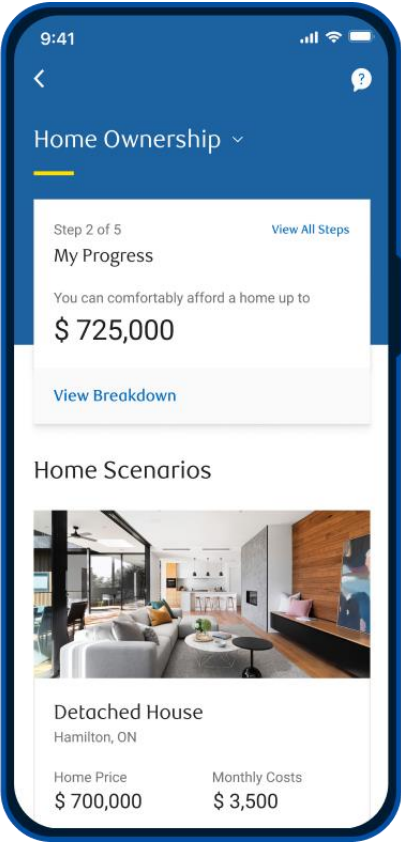 9:41
?
Home Ownership
Step 2 of 5
View All Steps
My Progress
You can comfortably afford a home up to
$ 725,000
View Breakdown
Home Scenarios
Detached House
Hamilton, ON
Home Price Monthly Costs
$ 700,000 $ 3,500